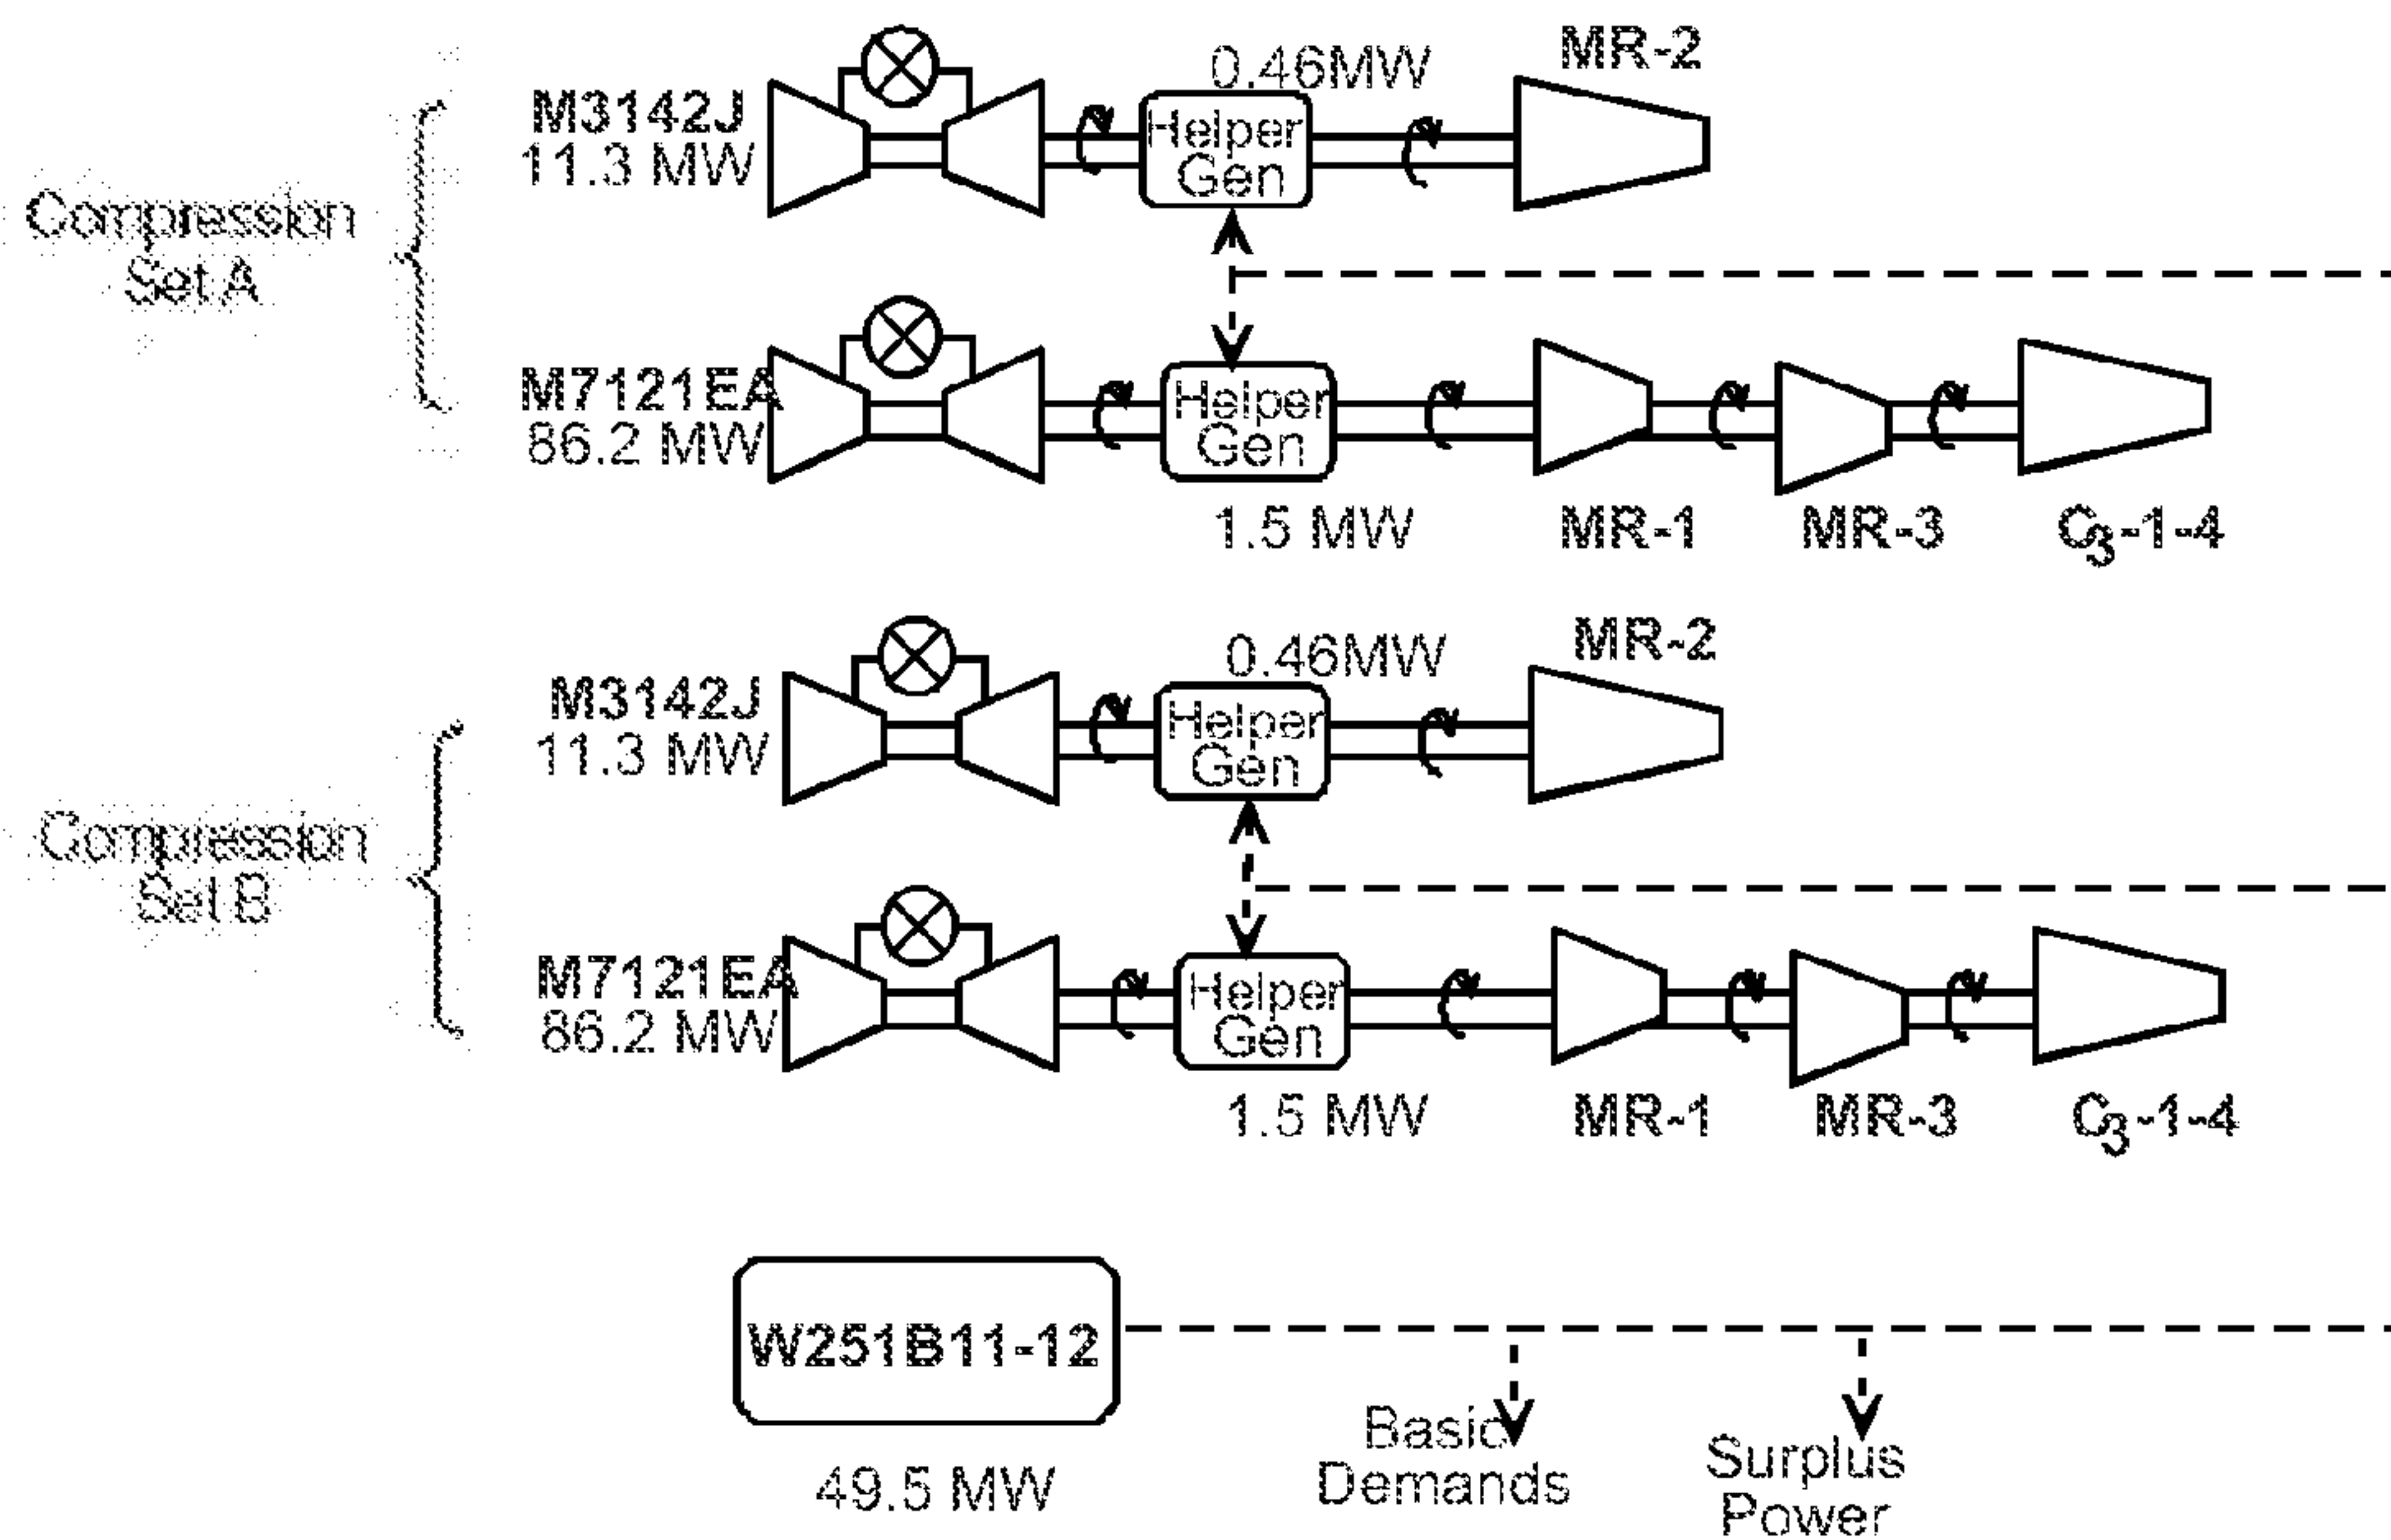 0.46MW
MR-2
M3142J
11.3 MW
Helper
Gen
Compression
Set A
M7121EA
86.2 MW
Helper
Gen
1.5 MW
MR-1
MR-3
C3-1-4
0.46MW
MR-2
M3142J
11.3 MW
Helper
Gen
Compression
Set B
M7121EA
86.2 MW
Helper
Gen
1.5 MW
MR-1
MR-3
C3-1-4
W251B11-12
49.5 MW
Basic
Demands
Surplus
Power